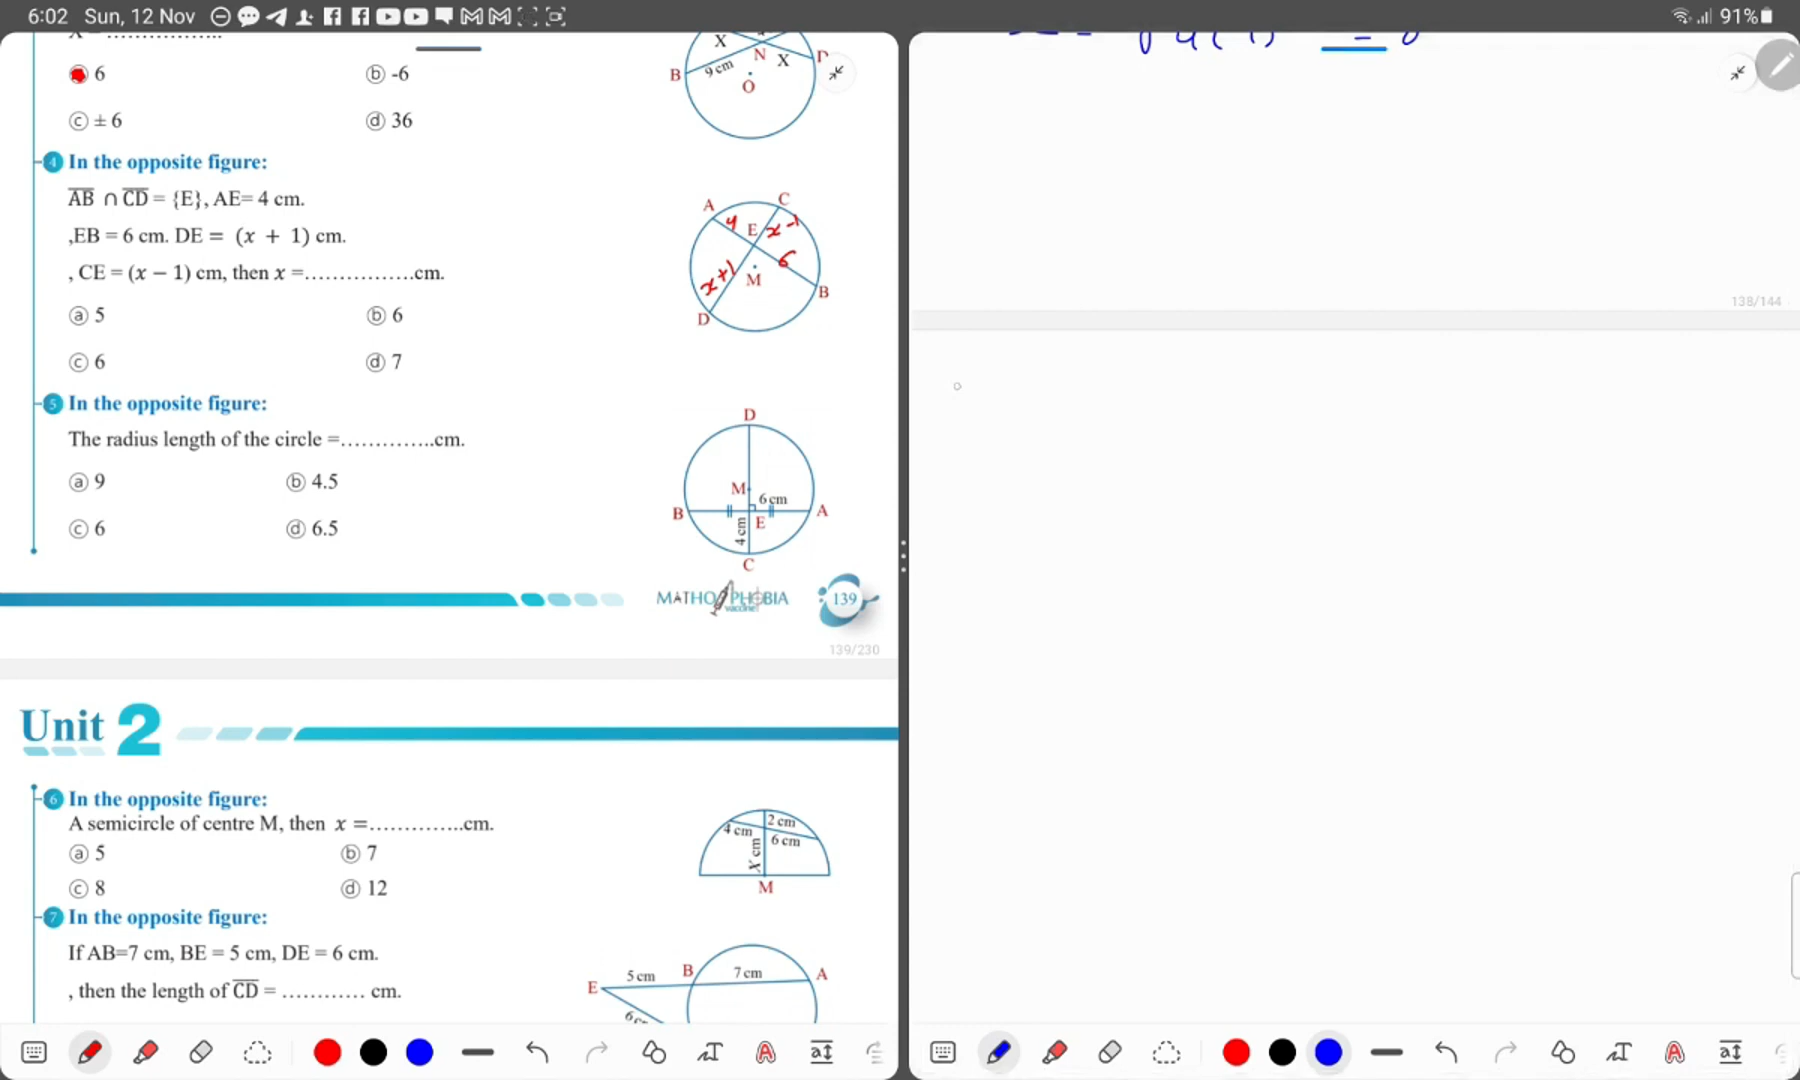 6:02 Sun, 12 Nov
91%
x = ................
X
N
X
B
9 cm
O
6
ⓑ -6
ⓒ ± 6
ⓓ 36
4 In the opposite figure:
AB ∩ CD = {E}, AE= 4 cm.
,EB = 6 cm. DE = (x + 1) cm.
, CE = (x − 1) cm, then x =...............cm.
ⓐ 5
ⓑ 6
ⓒ 6
ⓓ 7
A
C
4
E
x-1
x+1
6
M
B
D
5 In the opposite figure:
The radius length of the circle =.............cm.
ⓐ 9
ⓑ 4.5
ⓒ 6
ⓓ 6.5
D
M
6 cm
B
A
E
4 cm
C
MATHO PHOBIA
vaccine!
139
139/230
Unit 2
6 In the opposite figure:
A semicircle of centre M, then x =.............cm.
ⓐ 5
ⓑ 7
ⓒ 8
ⓓ 12
2 cm
4 cm
6 cm
X cm
M
7 In the opposite figure:
If AB=7 cm, BE = 5 cm, DE = 6 cm.
, then the length of CD = ............ cm.
5 cm
B
7 cm
A
E
138/144